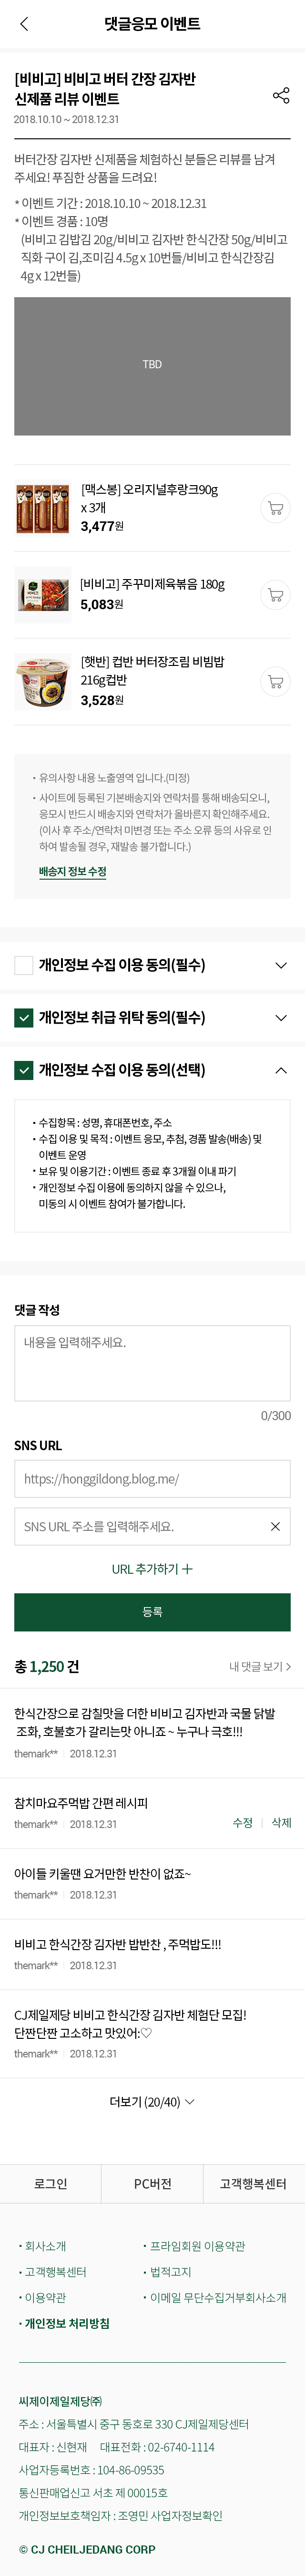 댓글응모 이벤트
[비비고] 비비고 버터 간장 김자반
신제품 리뷰 이벤트
2018.10.10 ~ 2018.12.31
버터간장 김자반 신제품을 체험하신 분들은 리뷰를 남겨
주세요! 푸짐한 상품을 드려요!
* 이벤트 기간 : 2018.10.10 ~ 2018.12.31
* 이벤트 경품 : 10명
(비비고 김밥김 20g/비비고 김자반 한식간장 50g/비비고
직화 구이 김,조미김 4.5g x 10번들/비비고 한식간장김
4g x 12번들)
TBD
[맥스봉] 오리지널후랑크90g
x 3개
3,477원
[비비고] 주꾸미제육볶음 180g
5,083원
[햇반] 컵반 버터장조림 비빔밥
216g컵반
3,528원
• 유의사항 내용 노출영역 입니다.(미정)
• 사이트에 등록된 기본배송지와 연락처를 통해 배송되오니,
응모시 반드시 배송지와 연락처가 올바른지 확인해주세요.
(이사 후 주소/연락처 미변경 또는 주소 오류 등의 사유로 인
하여 발송될 경우, 재발송 불가합니다.)
배송지 정보 수정
개인정보 수집 이용 동의(필수)
개인정보 취급 위탁 동의(필수)
개인정보 수집 이용 동의(선택)
• 수집항목 : 성명, 휴대폰번호, 주소
• 수집 이용 및 목적 : 이벤트 응모, 추첨, 경품 발송(배송) 및
이벤트 운영
• 보유 및 이용기간 : 이벤트 종료 후 3개월 이내 파기
• 개인정보 수집 이용에 동의하지 않을 수 있으나,
미동의 시 이벤트 참여가 불가합니다.
댓글 작성
내용을 입력해주세요.
0/300
SNS URL
https://honggildong.blog.me/
SNS URL 주소를 입력해주세요.
URL 추가하기
등록
총 1,250 건
내 댓글 보기
한식간장으로 감칠맛을 더한 비비고 김자반과 국물 닭발
조화, 호불호가 갈리는맛 아니죠 ~ 누구나 극호!!!
themark** 2018.12.31
참치마요주먹밥 간편 레시피
themark** 2018.12.31
수정 | 삭제
아이들 키울땐 요거만한 반찬이 없죠~
themark** 2018.12.31
비비고 한식간장 김자반 밥반찬 , 주먹밥도!!!
themark** 2018.12.31
CJ제일제당 비비고 한식간장 김자반 체험단 모집!
단짠단짠 고소하고 맛있어:♡
themark** 2018.12.31
더보기 (20/40)
로그인 PC버전 고객행복센터
• 회사소개 • 프라임회원 이용약관
• 고객행복센터 • 법적고지
• 이용약관 • 이메일 무단수집거부회사소개
• 개인정보 처리방침
씨제이제일제당㈜
주소 : 서울특별시 중구 동호로 330 CJ제일제당센터
대표자 : 신현재 대표전화 : 02-6740-1114
사업자등록번호 : 104-86-09535
통신판매업신고 서초 제 00015호
개인정보보호책임자 : 조영민 사업자정보확인
© CJ CHEILJEDANG CORP